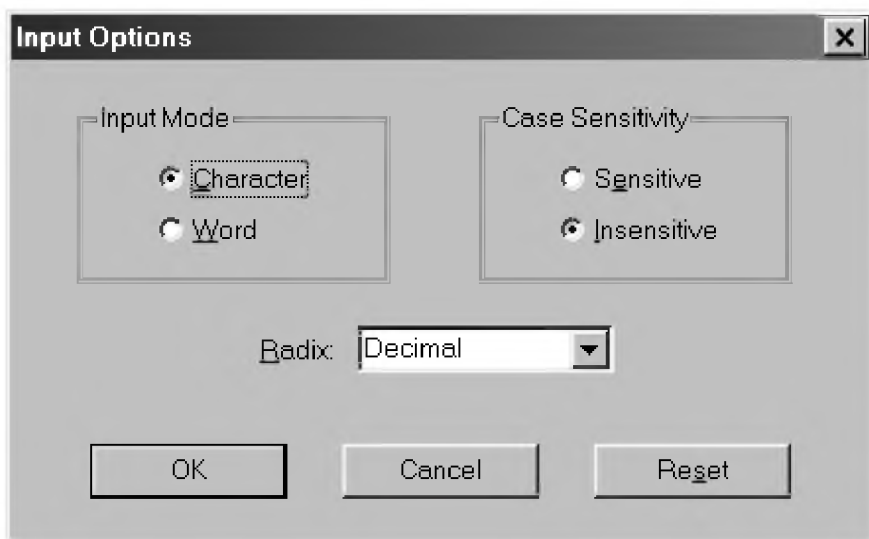 Input Options
Input Mode
Character
Word
Case Sensitivity
Sensitive
Insensitive
Radix: Decimal
OK Cancel Reset